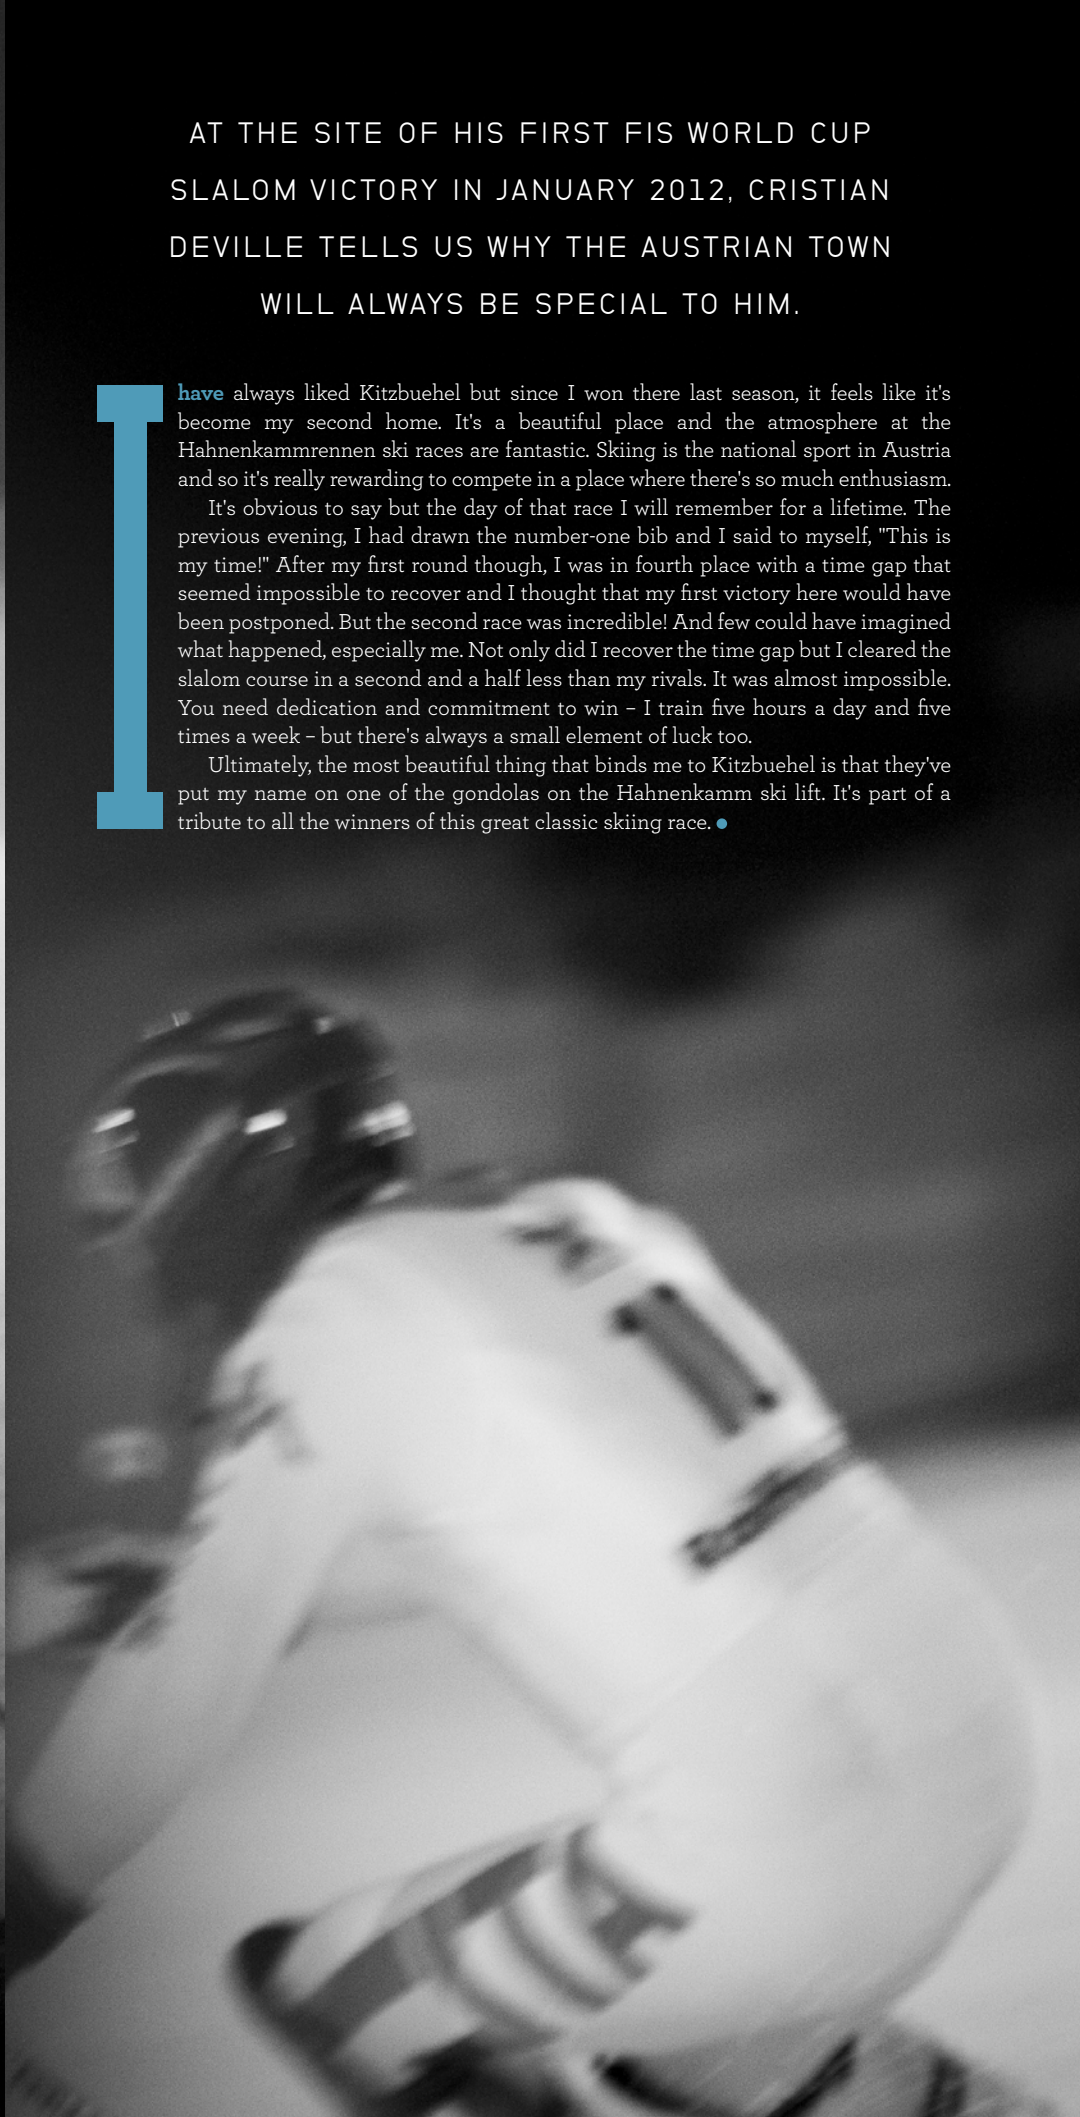 AT THE SITE OF HIS FIRST FIS WORLD CUP
SLALOM VICTORY IN JANUARY 2012, CRISTIAN
DEVILLE TELLS US WHY THE AUSTRIAN TOWN
WILL ALWAYS BE SPECIAL TO HIM.
I have always liked Kitzbuehel but since I won there last season, it feels like it's
become my second home. It's a beautiful place and the atmosphere at the
Hahnenkammrennen ski races are fantastic. Skiing is the national sport in Austria
and so it's really rewarding to compete in a place where there's so much enthusiasm.
It's obvious to say but the day of that race I will remember for a lifetime. The
previous evening, I had drawn the number-one bib and I said to myself, "This is
my time!" After my first round though, I was in fourth place with a time gap that
seemed impossible to recover and I thought that my first victory here would have
been postponed. But the second race was incredible! And few could have imagined
what happened, especially me. Not only did I recover the time gap but I cleared the
slalom course in a second and a half less than my rivals. It was almost impossible.
You need dedication and commitment to win – I train five hours a day and five
times a week – but there's always a small element of luck too.
Ultimately, the most beautiful thing that binds me to Kitzbuehel is that they've
put my name on one of the gondolas on the Hahnenkamm ski lift. It's part of a
tribute to all the winners of this great classic skiing race. ●